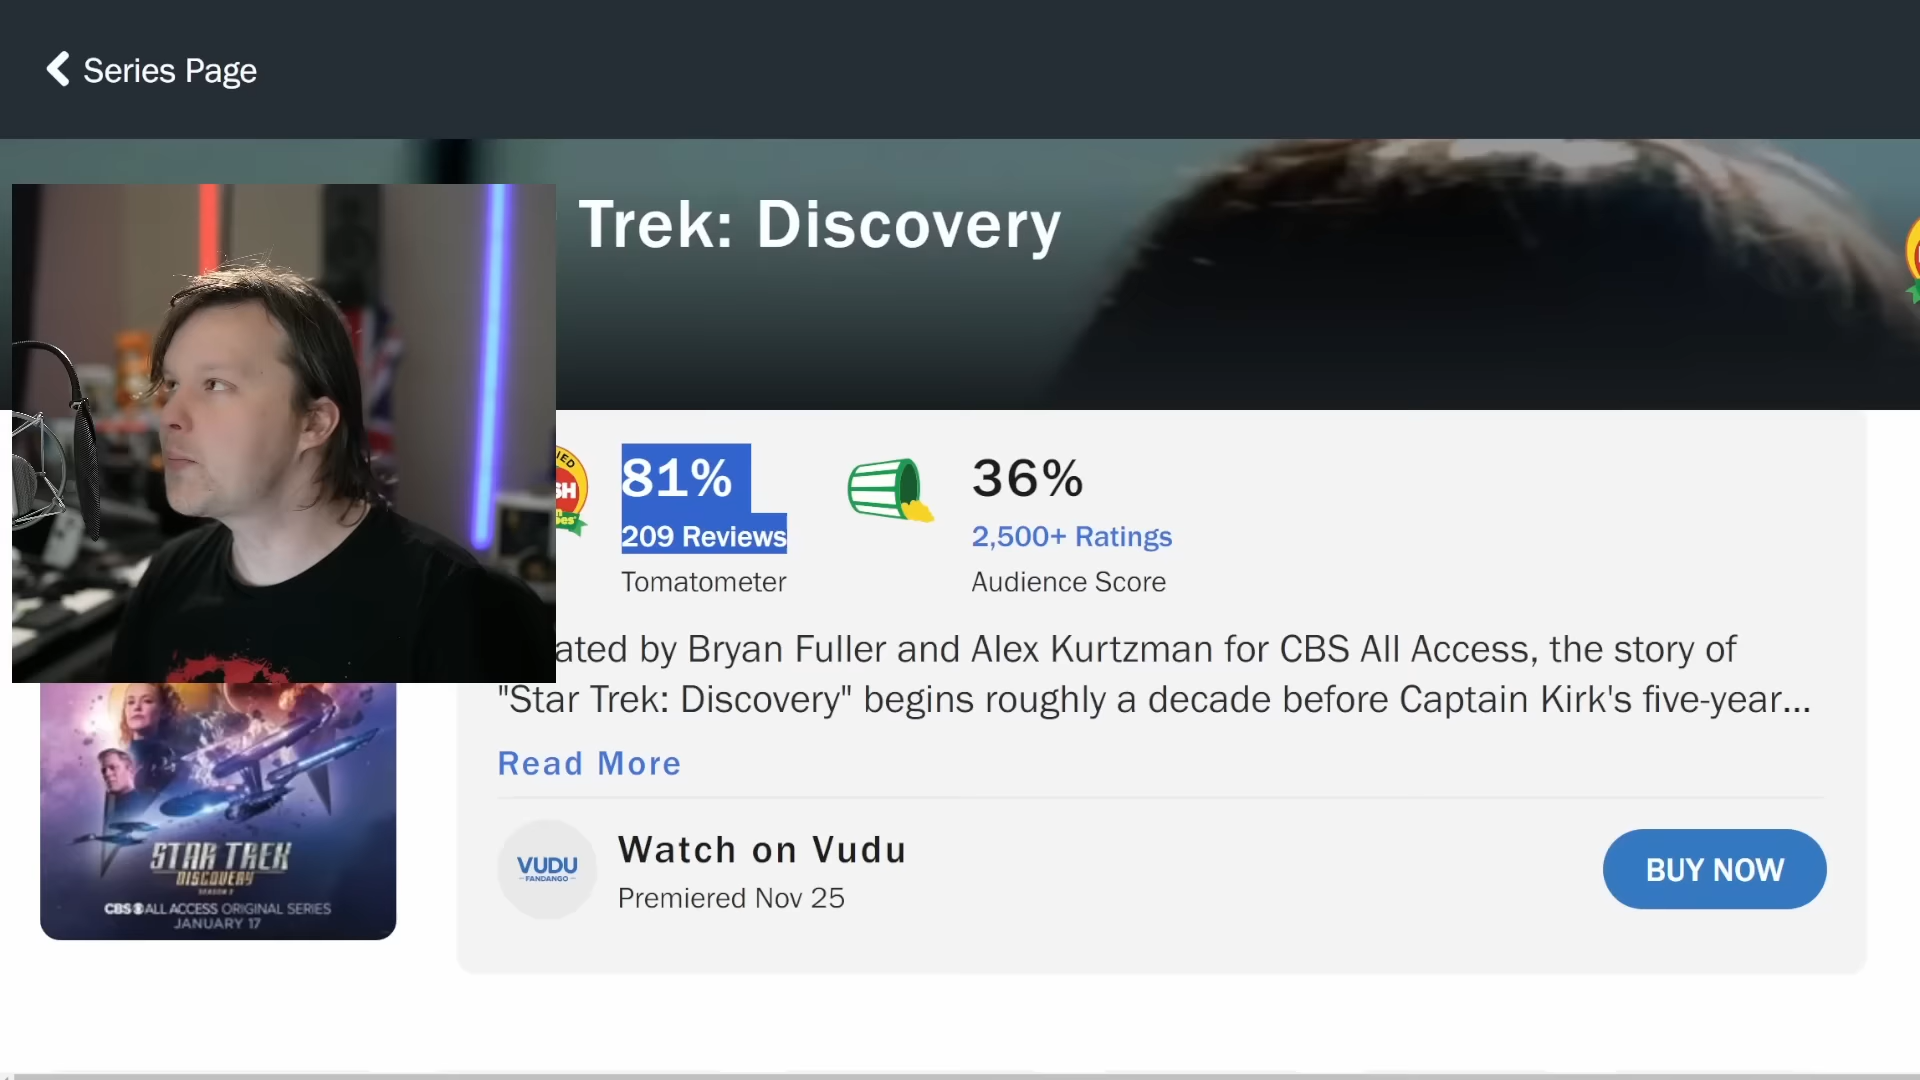 Series Page
Trek: Discovery
81%
209 Reviews
Tomatometer
36%
2,500+ Ratings
Audience Score
ated by Bryan Fuller and Alex Kurtzman for CBS All Access, the story of
"Star Trek: Discovery" begins roughly a decade before Captain Kirk's five-year...
Read More
VUDU
FANDANGO
Watch on Vudu
Premiered Nov 25
BUY NOW
STAR TREK
DISCOVERY
CBS ALL ACCESS ORIGINAL SERIES
JANUARY 17